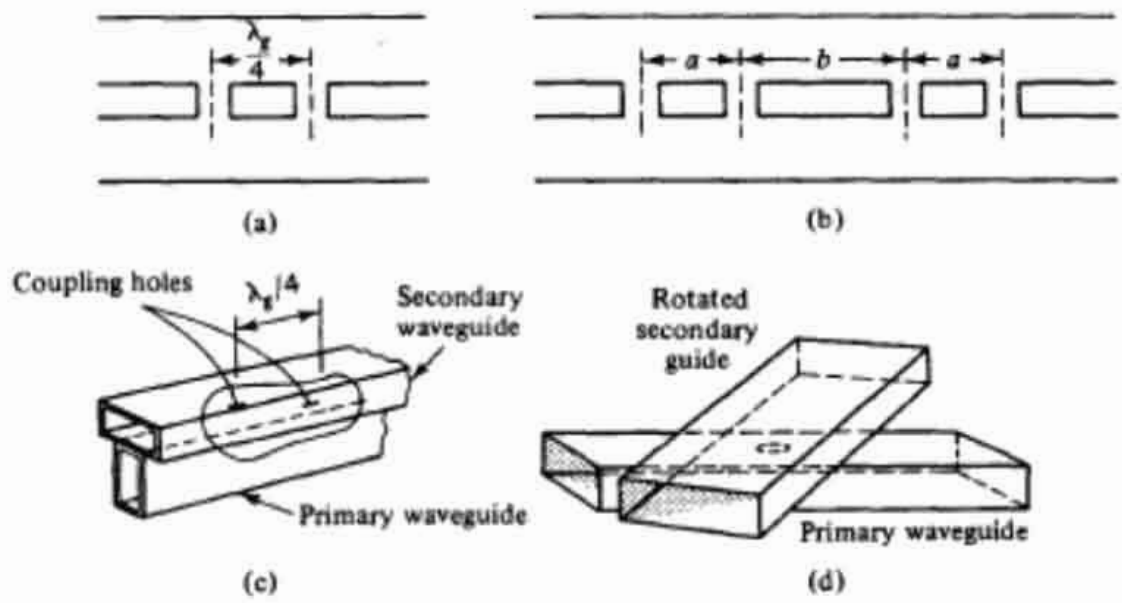 λg
4
a b a
(a)
(b)
Coupling holes
λg/4
Secondary
waveguide
Rotated
secondary
guide
Primary waveguide
Primary waveguide
(c)
(d)